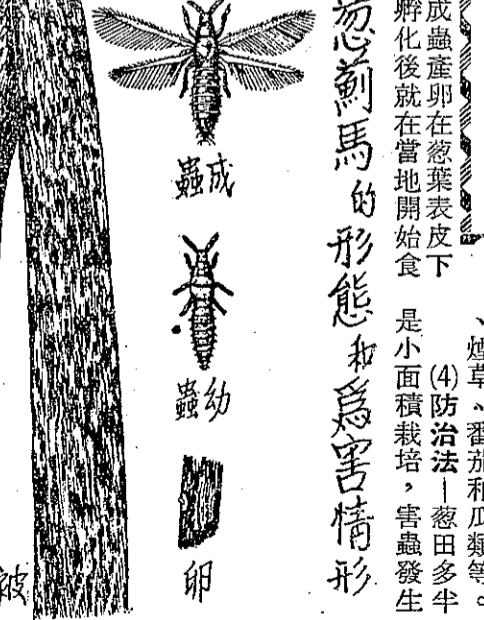 成蟲產卵在葱葉表皮下
孵化後就在當地開始食
、煙草、番茄和瓜類等。
(4)防治法—葱田多半
是小面積栽培，害蟲發生
葱薊馬的形態和爲害情形
成蟲
幼蟲
卵
被